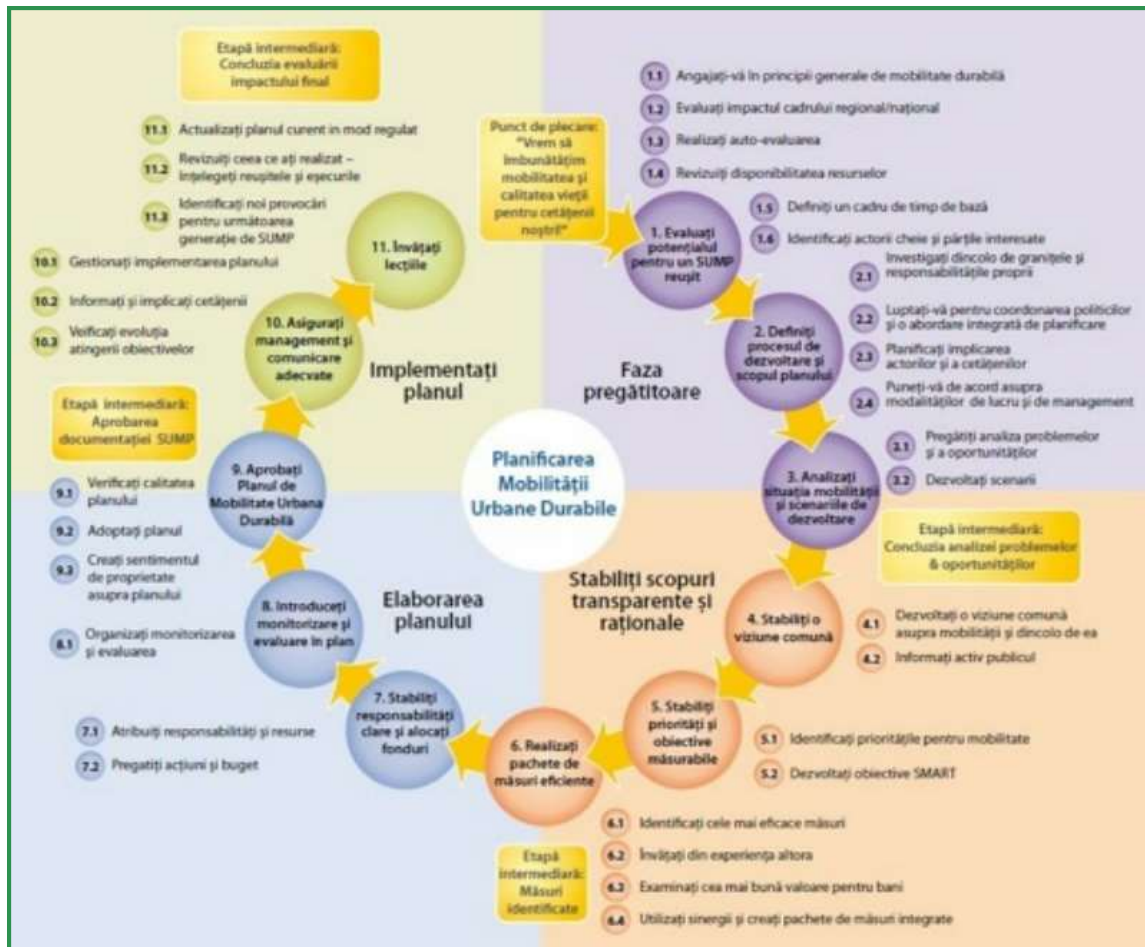 Etapă intermediară:
Concluzia evaluării
impactului final
11.1 Actualizați planul curent in mod regulat
11.2 Revizuiți ceea ce ați realizat –
înțelegeți reușitele și eșecurile
11.3 Identificați noi provocări
pentru următoarea
generație de SUMP
11. Învățați
lecțiile
10.1 Gestionați implementarea planului
10.2 Informați și implicați cetățenii
10.3 Verificați evoluția
atingerii obiectivelor
10. Asigurați
management și
comunicare
adecvate
Implementați
planul
Punct de plecare:
"Vrem să
îmbunătățim
mobilitatea și
calitatea vieții
pentru cetățenii
noștri!"
1.1 Angajați-vă în principii generale de mobilitate durabilă
1.2 Evaluați impactul cadrului regional/național
1.3 Realizați auto-evaluarea
1.4 Revizuiți disponibilitatea resurselor
1.5 Definiți un cadru de timp de bază
1.6 Identificați actorii cheie și părțile interesate
1. Evaluați
potențialul
pentru un SUMP
reușit
2.1 Investigați dincolo de granițele și
responsabilitățile proprii
2.2 Luptați-vă pentru coordonarea politicilor
și o abordare integrată de planificare
2.3 Planificați implicarea
actorilor și a cetățenilor
2.4 Puneți-vă de acord asupra
modalităților de lucru și de management
2. Definiți
procesul de
dezvoltare și
scopul planului
Faza
pregătitoare
3.1 Pregătiți analiza problemelor
și a oportunităților
3.2 Dezvoltați scenarii
3. Analizați
situația mobilității
și scenariile de
dezvoltare
Etapă intermediară:
Concluzia analizei problemelor
& oportunităților
Planificarea
Mobilității
Urbane Durabile
Stabiliți scopuri
transparente și
raționale
4. Stabiliți o
viziune comună
4.1 Dezvoltați o viziune comună
asupra mobilității și dincolo de ea
4.2 Informați activ publicul
5. Stabiliți
priorități și
obiective
măsurabile
5.1 Identificați prioritățile pentru mobilitate
5.2 Dezvoltați obiective SMART
6. Realizați
pachete de
măsuri eficiente
6.1 Identificați cele mai eficace măsuri
6.2 Învățați din experiența altora
6.3 Examinați cea mai bună valoare pentru bani
6.4 Utilizați sinergii și creați pachete de măsuri integrate
Etapă
intermediară:
Măsuri
identificate
Elaborarea
planului
7. Stabiliți
responsabilități
clare și alocați
fonduri
7.1 Atribuiți responsabilități și resurse
7.2 Pregatiți acțiuni și buget
8. Introduceți
monitorizare și
evaluare în plan
8.1 Organizați monitorizarea
și evaluarea
9. Aprobați
Planul de
Mobilitate Urbana
Durabilă
9.1 Verificați calitatea
planului
9.2 Adoptați planul
9.3 Creați sentimentul
de proprietate
asupra planului
Etapă intermediară:
Aprobarea
documentației SUMP